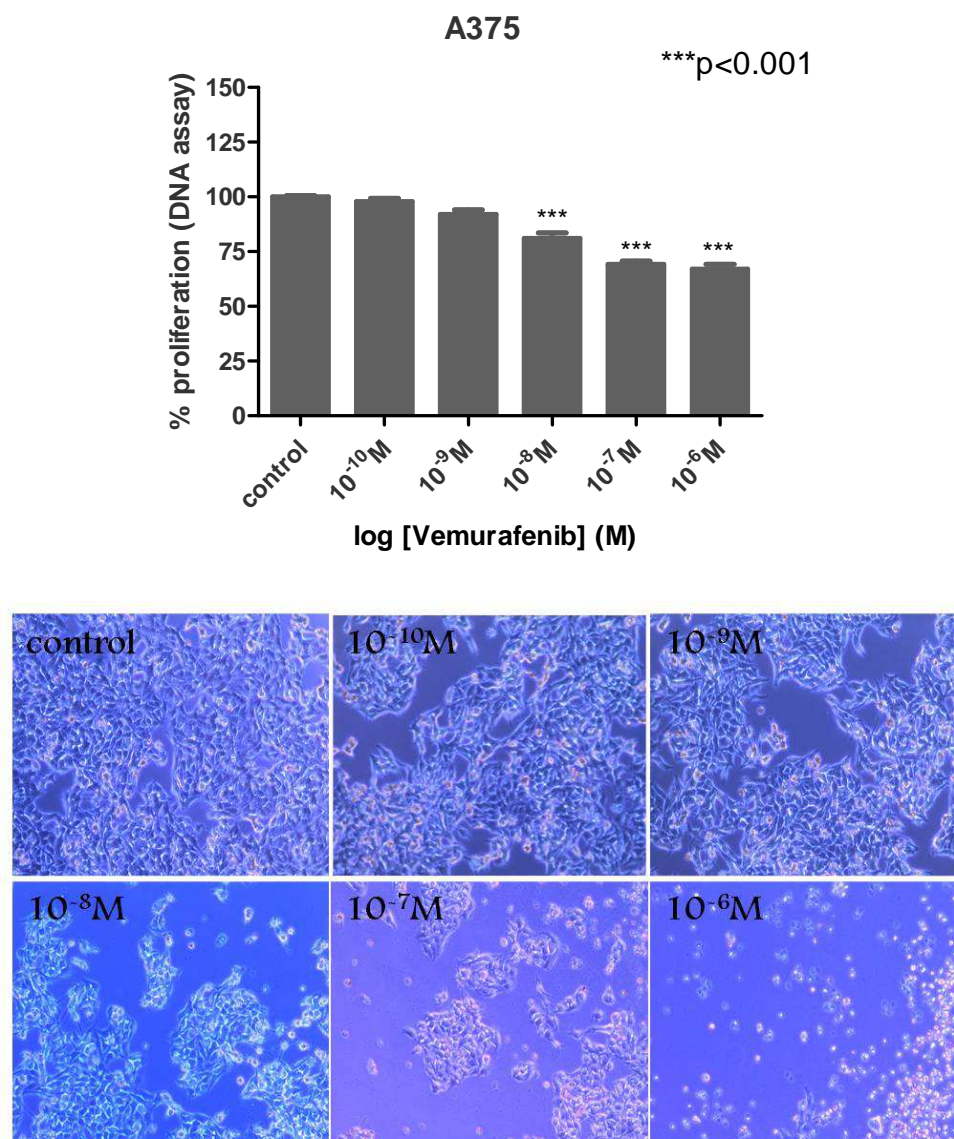 A375
***p<0.001
% proliferation (DNA assay)
150
125
100
75
50
25
0
***
***
***
control
10⁻¹⁰M
10⁻⁹M
10⁻⁸M
10⁻⁷M
10⁻⁶M
log [Vemurafenib] (M)
control
10⁻¹⁰M
10⁻⁹M
10⁻⁸M
10⁻⁷M
10⁻⁶M